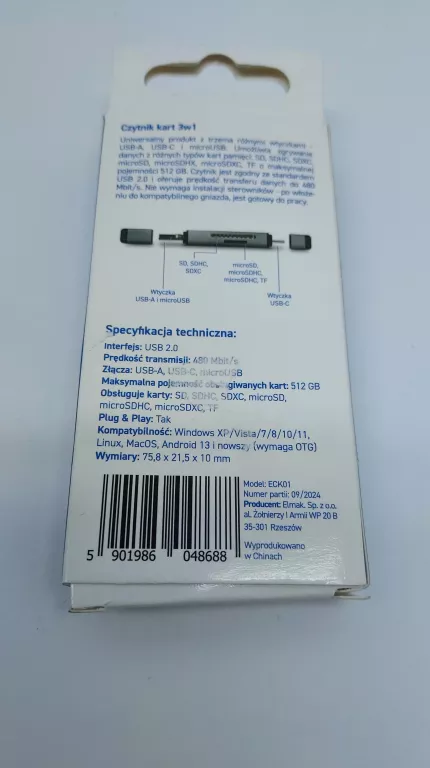 Czytnik kart 3w1
Uniwersalny produkt z trzema różnymi wtyczkami -
USB-A, USB-C i microUSB. Umożliwia zgrywanie
danych z różnych typów kart pamięci: SD, SDHC, SDXC,
microSD, microSDHX, microSDXC, TF o maksymalnej
pojemności 512 GB. Czytnik jest zgodny ze standardem
USB 2.0 i oferuje prędkość transferu danych do 480
Mbit/s. Nie wymaga instalacji sterowników - po włoże-
niu do kompatybilnego gniazda, jest gotowy do pracy.
SD, SDHC,
SDXC
microSD,
microSDHC,
microSDHC, TF
Wtyczka
USB-A i microUSB
Wtyczka
USB-C
Specyfikacja techniczna:
Interfejs: USB 2.0
Prędkość transmisji: 480 Mbit/s
Złącza: USB-A, USB-C, microUSB
Maksymalna pojemność obsługiwanych kart: 512 GB
Obsługuje karty: SD, SDHC, SDXC, microSD,
microSDHC, microSDXC, TF
Plug & Play: Tak
Kompatybilność: Windows XP/Vista/7/8/10/11,
Linux, MacOS, Android 13 i nowszy (wymaga OTG)
Wymiary: 75,8 x 21,5 x 10 mm
Model: ECK01
Numer partii: 09/2024
Producent: Elmak. Sp. z o.o,
al. Żołnierzy I Armii WP 20 B
35-301 Rzeszów
Wyprodukowano
w Chinach
5 901986 048688